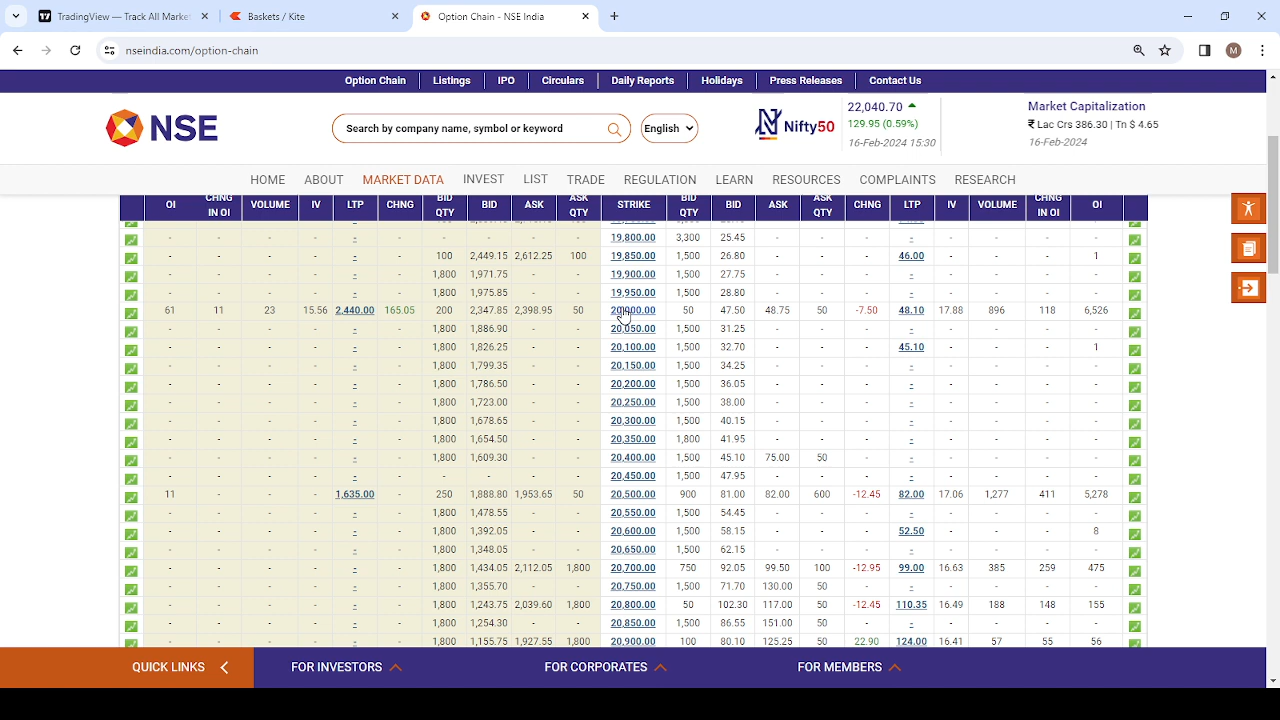 TradingView — Track All Markets
Baskets / Kite
Option Chain - NSE India
nseindia.com/option-chain
M
Option Chain Listings IPO Circulars Daily Reports Holidays Press Releases Contact Us
NSE
Search by company name, symbol or keyword
English
Nifty50
22,040.70
129.95 (0.59%)
16-Feb-2024 15:30
Market Capitalization
₹ Lac Crs 386.30 | Tn $ 4.65
16-Feb-2024
HOME ABOUT MARKET DATA INVEST LIST TRADE REGULATION LEARN RESOURCES COMPLAINTS RESEARCH
OI CHNG IN OI VOLUME IV LTP CHNG BID QTY BID ASK ASK QTY STRIKE BID QTY BID ASK ASK QTY CHNG LTP IV VOLUME CHNG IN OI OI
- - - - - - - - - - 19,800.00 3,300 25.45 - - - - - - - -
- - - - - - 100 2,449.15 2,612.25 100 19,850.00 1,500 26.80 - - - 46.00 - - - 1
- - - - - - 1,800 1,971.75 - - 19,900.00 1,500 27.75 - - - - - - - -
- - - - - - 1,800 1,975.85 - - 19,950.00 1,500 28.80 - - - - - - - -
61 11 23 15.56 2,440.00 165.05 200 2,347.85 2,398.95 50 50 47.50 48.75 50 -7.50 48.10 17.88 896 118 6,526
- - - - - - 1,800 1,886.90 - - 20,050.00 1,500 31.25 - - - - - - - -
- - - - - - 1,800 1,826.25 - - 20,100.00 1,500 32.70 - - - 45.10 - - - 1
- - - - - - 1,800 1,799.35 - - 20,150.00 1,500 34.25 - - - - - - - -
- - - - - - 1,800 1,786.50 - - 20,200.00 1,500 36.05 - - - - - - - -
- - - - - - 1,800 1,723.00 - - 20,250.00 1,500 38.00 - - - - - - - -
- - - - - - 1,800 1,678.65 - - 20,300.00 1,500 40.15 - - - - - - - -
- - - - - - 1,800 1,654.50 - - 20,350.00 1,800 41.95 - - - - - - - -
- - - - - - 1,800 1,609.30 - - 20,400.00 1,500 45.10 75.00 50 - - - - - -
- - - - - - - - - - 20,450.00 1,500 47.95 - - - - - - - -
11 - - - 1,635.00 - 250 1,888.80 1,953.65 50 20,500.00 900 81.00 82.00 600 -12.45 82.00 17.06 1,277 411 5,278
- - - - - - 1,800 1,478.55 - - 20,550.00 1,500 54.45 - - - - - - - -
- - - - - - 1,800 1,392.05 - - 20,600.00 1,500 58.15 - - - 52.50 - - - 8
- - - - - - 1,800 1,348.05 - - 20,650.00 1,500 62.15 - - - - - - - -
- - - - - - 1,800 1,434.05 2,112.05 1,800 20,700.00 750 92.05 99.50 100 -12.95 99.00 16.63 385 259 475
- - - - - - 1,800 1,355.70 - - 20,750.00 1,500 71.70 130.00 50 - - - - - -
- - - - - - 1,800 1,243.75 2,039.60 1,800 20,800.00 50 102.30 117.00 50 -12.45 110.35 16.49 188 148 155
- - - - - - 1,800 1,254.30 - - 20,850.00 1,500 86.55 151.00 50 - - - - - -
- - - - - - 1,800 1,155.75 1,927.55 1,800 20,900.00 100 80.10 125.25 50 22.90 124.00 16.41 57 55 56
QUICK LINKS FOR INVESTORS FOR CORPORATES FOR MEMBERS